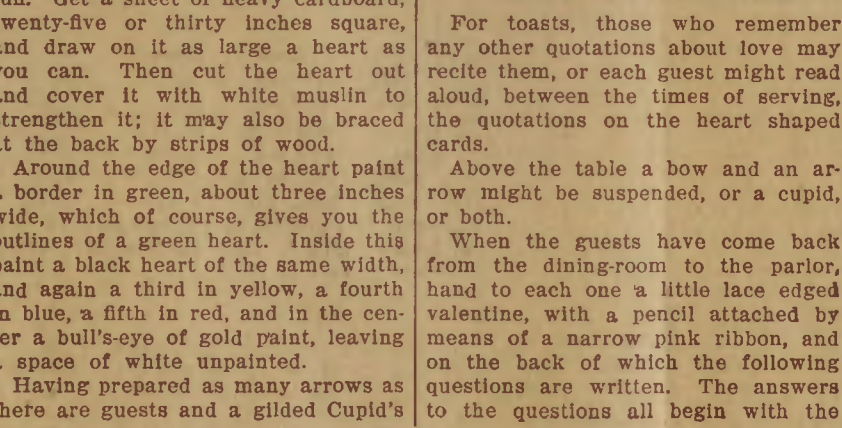 Get a sheet of heavy cardboard,
wenty-five or thirty inches square,
nd draw on it as large a heart as
ou can. Then cut the heart out
nd cover it with white muslin to
trengthen it; it may also be braced
t the back by strips of wood.
Around the edge of the heart paint
border in green, about three inches
wide, which of course, gives you the
outlines of a green heart. Inside this
paint a black heart of the same width,
nd again a third in yellow, a fourth
n blue, a fifth in red, and in the cen-
er a bull's-eye of gold paint, leaving
space of white unpainted.
Having prepared as many arrows as
here are guests and a gilded Cupid's
For toasts, those who remember
any other quotations about love may
recite them, or each guest might read
aloud, between the times of serving,
the quotations on the heart shaped
cards.
Above the table a bow and an ar-
row might be suspended, or a cupid,
or both.
When the guests have come back
from the dining-room to the parlor,
hand to each one a little lace edged
valentine, with a pencil attached by
means of a narrow pink ribbon, and
on the back of which the following
questions are written. The answers
to the questions all begin with the